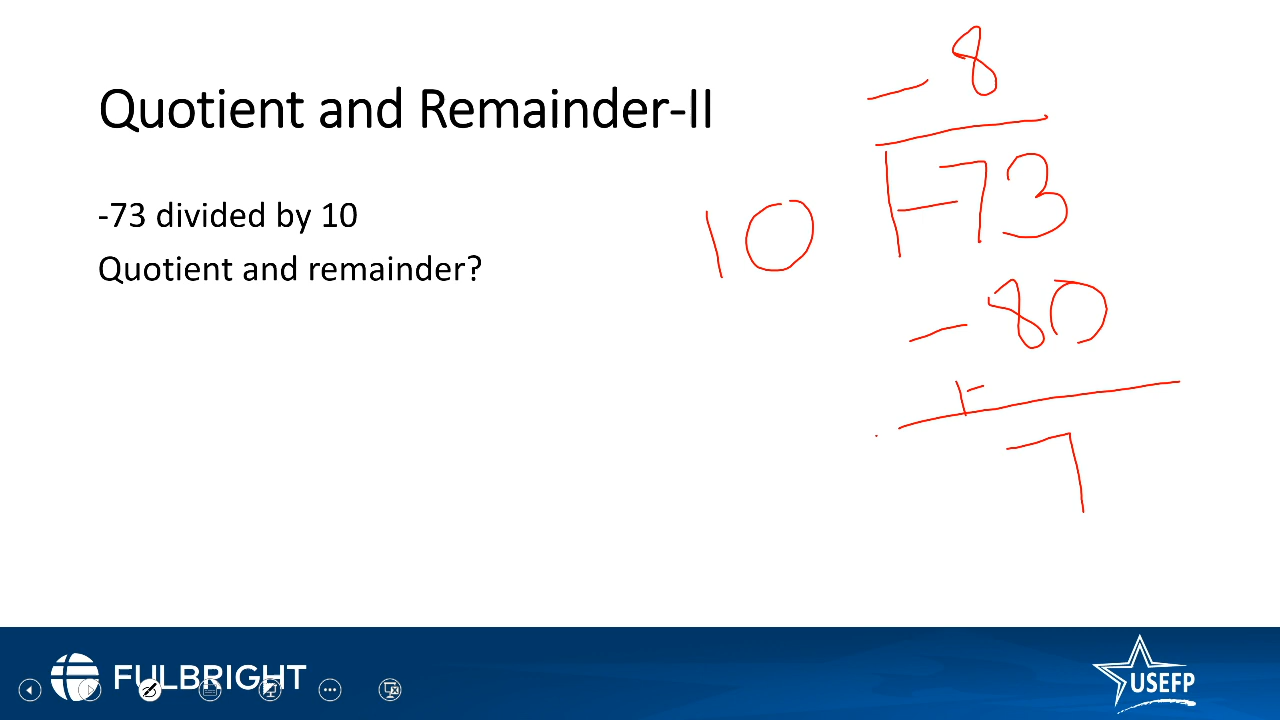 Quotient and Remainder-II
-73 divided by 10
Quotient and remainder?
-8
10 -73
-80
+
7
FULBRIGHT
USEFP